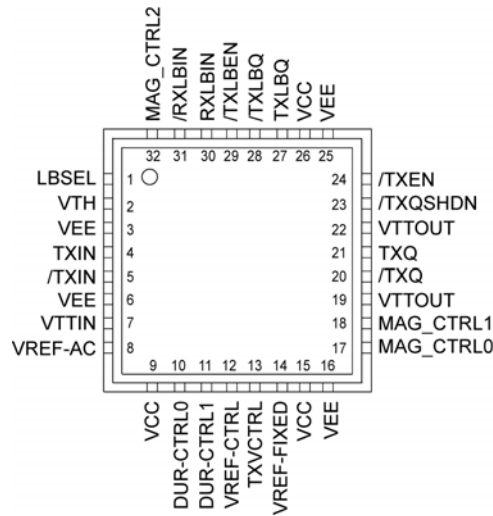 MAG_CTRL2
/RXLBIN
RXLBIN
/TXLBEN
/TXLBQ
TXLBQ
VCC
VEE
32 31 30 29 28 27 26 25
LBSEL 1 24 /TXEN
VTH 2 23 /TXQSHDN
VEE 3 22 VTTOUT
TXIN 4 21 TXQ
/TXIN 5 20 /TXQ
VEE 6 19 VTTOUT
VTTIN 7 18 MAG_CTRL1
VREF-AC 8 17 MAG_CTRL0
9 10 11 12 13 14 15 16
VCC
DUR-CTRL0
DUR-CTRL1
VREF-CTRL
TXVCTRL
VREF-FIXED
VCC
VEE